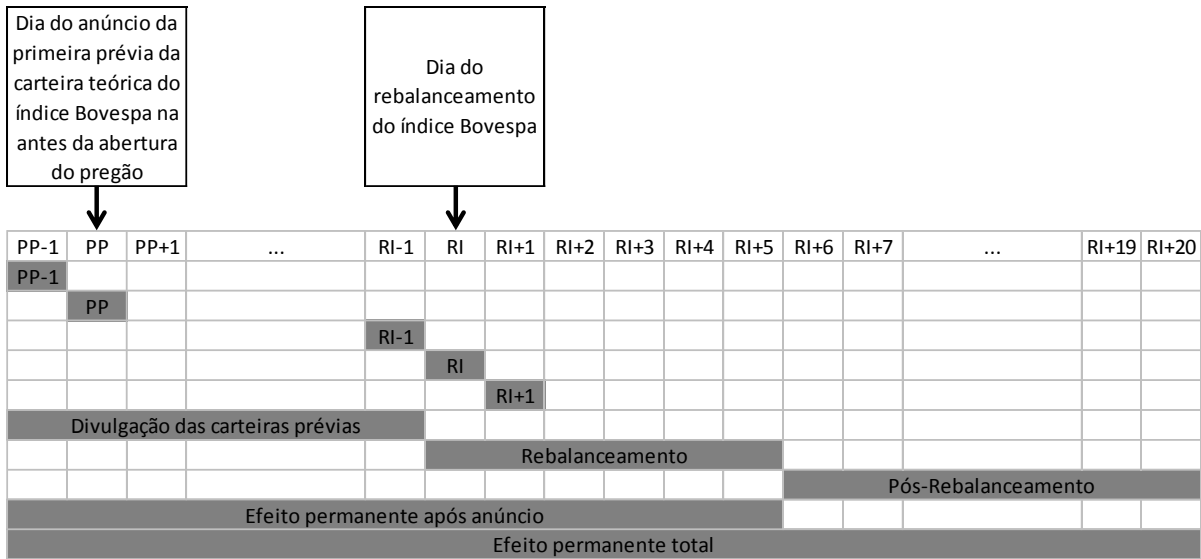 Dia do anúncio da
primeira prévia da
carteira teórica do
índice Bovespa na
antes da abertura
do pregão
Dia do
rebalanceamento
do índice Bovespa
PP-1 PP PP+1 ... RI-1 RI RI+1 RI+2 RI+3 RI+4 RI+5 RI+6 RI+7 ... RI+19 RI+20
PP-1
PP
RI-1
RI
RI+1
Divulgação das carteiras prévias
Rebalanceamento
Pós-Rebalanceamento
Efeito permanente após anúncio
Efeito permanente total